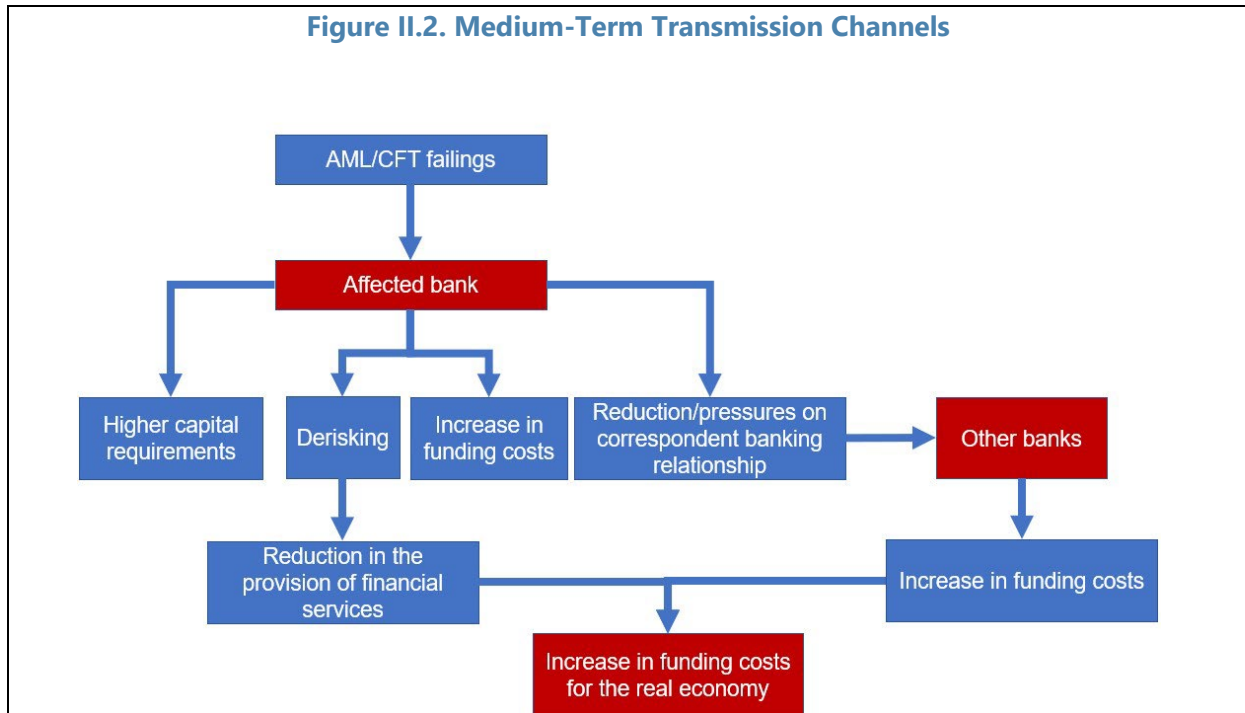 Figure II.2. Medium-Term Transmission Channels
AML/CFT failings
Affected bank
Higher capital
requirements
Derisking
Increase in
funding costs
Reduction/pressures on
correspondent banking
relationship
Other banks
Reduction in the
provision of financial
services
Increase in funding costs
Increase in funding costs
for the real economy